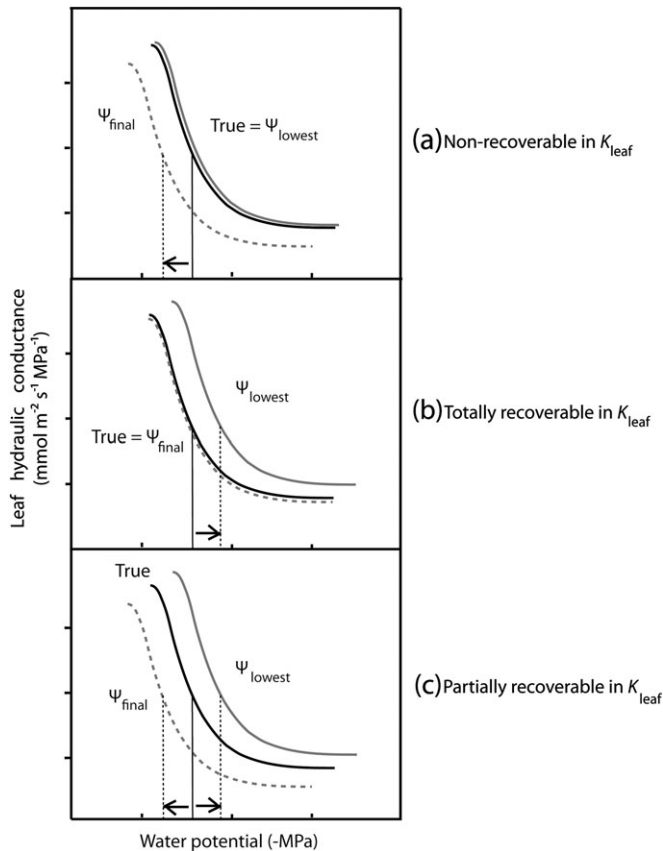 Ψfinal
True = Ψlowest
(a) Non-recoverable in Kleaf
Leaf hydraulic conductance
(mmol m⁻² s⁻¹ MPa⁻¹)
Ψlowest
True = Ψfinal
(b) Totally recoverable in Kleaf
True
Ψlowest
Ψfinal
(c) Partially recoverable in Kleaf
Water potential (-MPa)